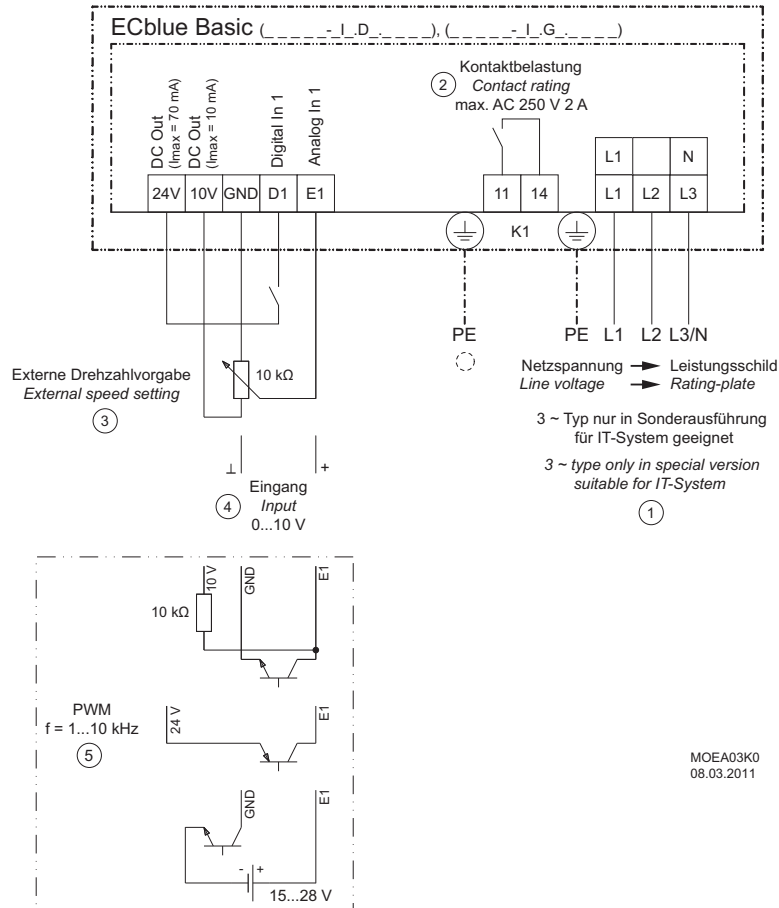 ECblue Basic (_ _ _ _ _-_I_.D_._ _ _ _), (_ _ _ _ _-_I_.G_._ _ _ _)
Kontaktbelastung
2 Contact rating
max. AC 250 V 2 A
DC Out
(Imax = 70 mA)
DC Out
(Imax = 10 mA)
Digital In 1
Analog In 1
L1 N
24V 10V GND D1 E1
11 14
L1 L2 L3
K1
PE
PE L1 L2 L3/N
Externe Drehzahlvorgabe
External speed setting
3
10 kΩ
Netzspannung Leistungsschild
Line voltage Rating-plate
3 ~ Typ nur in Sonderausführung
für IT-System geeignet
3 ~ type only in special version
suitable for IT-System
1
⊥ +
Eingang
4 Input
0...10 V
10 V
GND
E1
10 kΩ
PWM
f = 1...10 kHz
5
24 V
E1
GND
E1
- +
15...28 V
MOEA03K0
08.03.2011